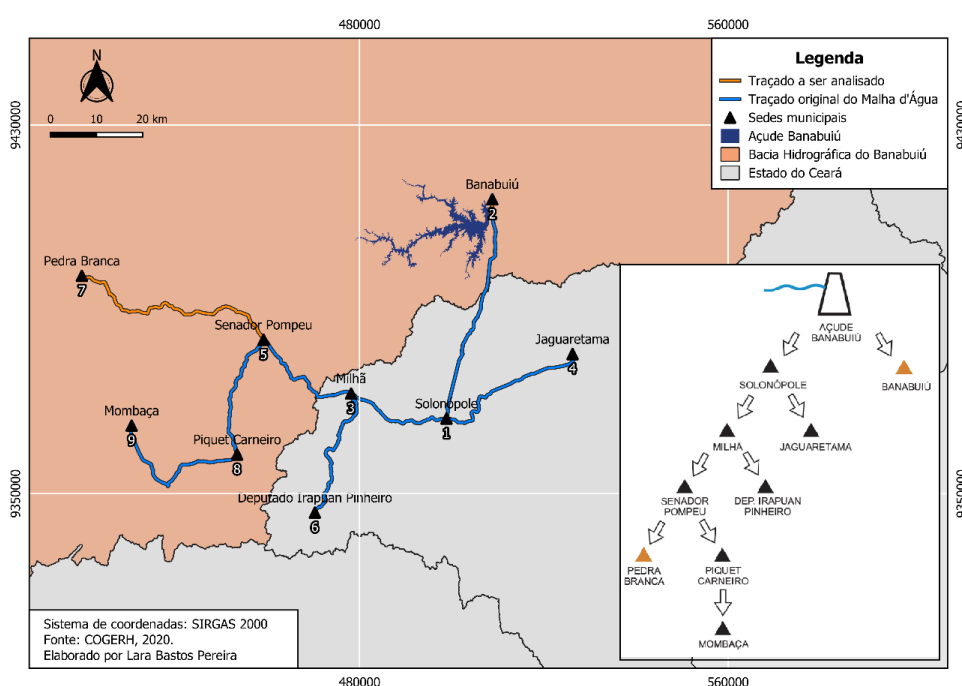 480000
560000
N
0 10 20 km
9430000
9430000
Legenda
Traçado a ser analisado
Traçado original do Malha d'Água
Sedes municipais
Açude Banabuiú
Bacia Hidrográfica do Banabuiú
Estado do Ceará
Banabuiú
2
Pedra Branca
7
Senador Pompeu
5
Jaguaretama
4
Milhã
3
Solonópole
1
Mombaça
9
Piquet Carneiro
8
Deputado Irapuan Pinheiro
6
9350000
9350000
AÇUDE
BANABUIÚ
SOLONÓPOLE
BANABUIÚ
MILHÃ
JAGUARETAMA
SENADOR
POMPEU
DEP. IRAPUAN
PINHEIRO
PEDRA
BRANCA
PIQUET
CARNEIRO
MOMBAÇA
Sistema de coordenadas: SIRGAS 2000
Fonte: COGERH, 2020.
Elaborado por Lara Bastos Pereira
480000
560000